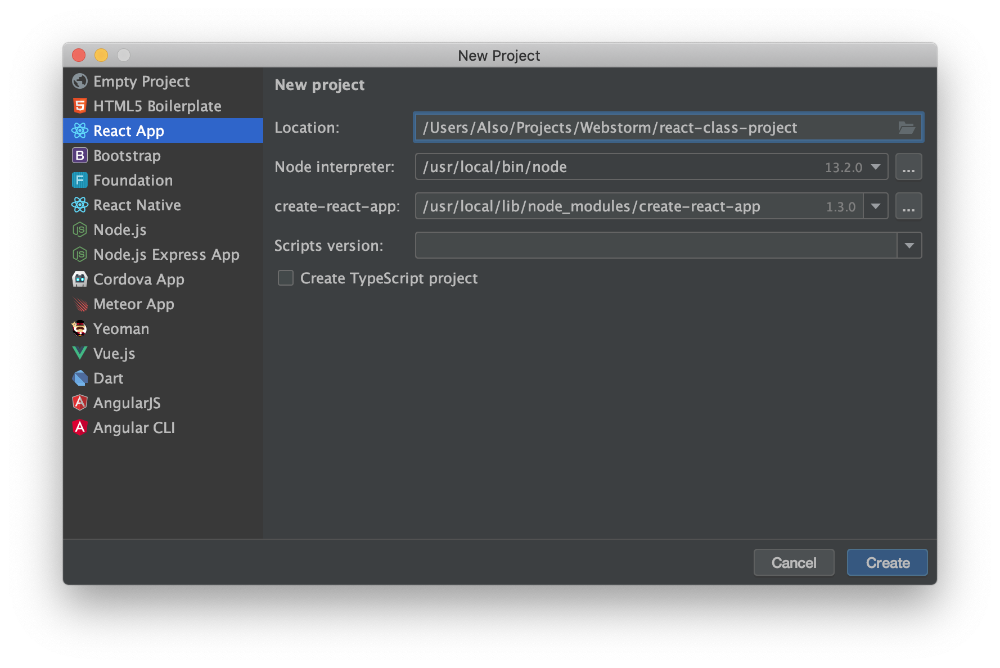 New Project
Empty Project
HTML5 Boilerplate
React App
Bootstrap
Foundation
React Native
Node.js
Node.js Express App
Cordova App
Meteor App
Yeoman
Vue.js
Dart
AngularJS
Angular CLI
New project
Location: /Users/Also/Projects/Webstorm/react-class-project
Node interpreter: /usr/local/bin/node 13.2.0 ...
create-react-app: /usr/local/lib/node_modules/create-react-app 1.3.0 ...
Scripts version:
Create TypeScript project
Cancel Create